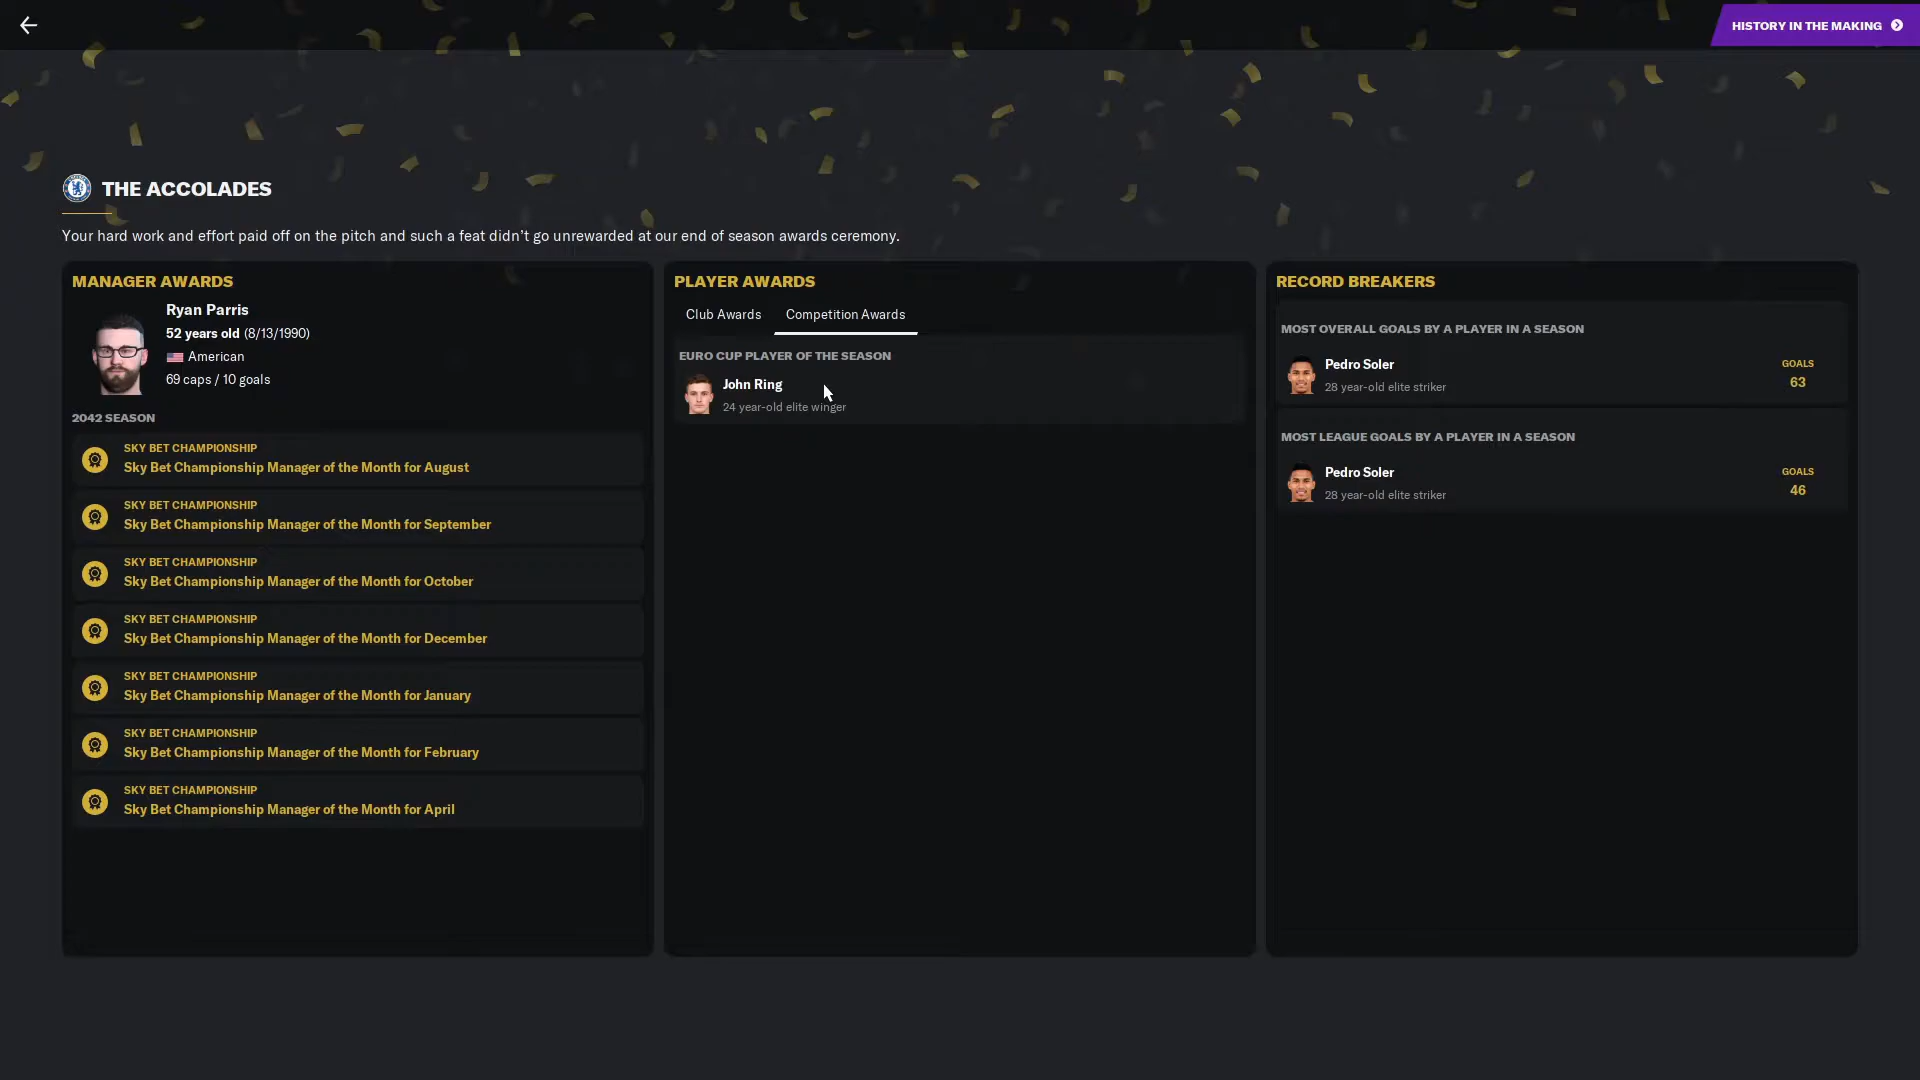 HISTORY IN THE MAKING
THE ACCOLADES
Your hard work and effort paid off on the pitch and such a feat didn't go unrewarded at our end of season awards ceremony.
MANAGER AWARDS
Ryan Parris
52 years old (8/13/1990)
American
69 caps / 10 goals
2042 SEASON
SKY BET CHAMPIONSHIP
Sky Bet Championship Manager of the Month for August
SKY BET CHAMPIONSHIP
Sky Bet Championship Manager of the Month for September
SKY BET CHAMPIONSHIP
Sky Bet Championship Manager of the Month for October
SKY BET CHAMPIONSHIP
Sky Bet Championship Manager of the Month for December
SKY BET CHAMPIONSHIP
Sky Bet Championship Manager of the Month for January
SKY BET CHAMPIONSHIP
Sky Bet Championship Manager of the Month for February
SKY BET CHAMPIONSHIP
Sky Bet Championship Manager of the Month for April
PLAYER AWARDS
Club Awards Competition Awards
EURO CUP PLAYER OF THE SEASON
John Ring
24 year-old elite winger
RECORD BREAKERS
MOST OVERALL GOALS BY A PLAYER IN A SEASON
Pedro Soler GOALS
28 year-old elite striker 63
MOST LEAGUE GOALS BY A PLAYER IN A SEASON
Pedro Soler GOALS
28 year-old elite striker 46